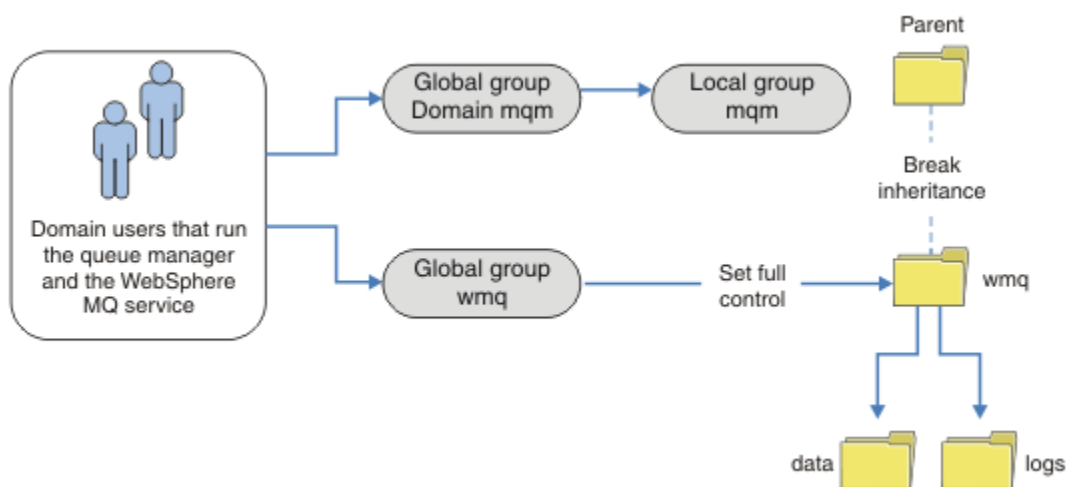 Parent
Global group
Domain mqm
Local group
mqm
Break
inheritance
Domain users that run
the queue manager
and the WebSphere
MQ service
Global group
wmq
Set full
control
wmq
data
logs